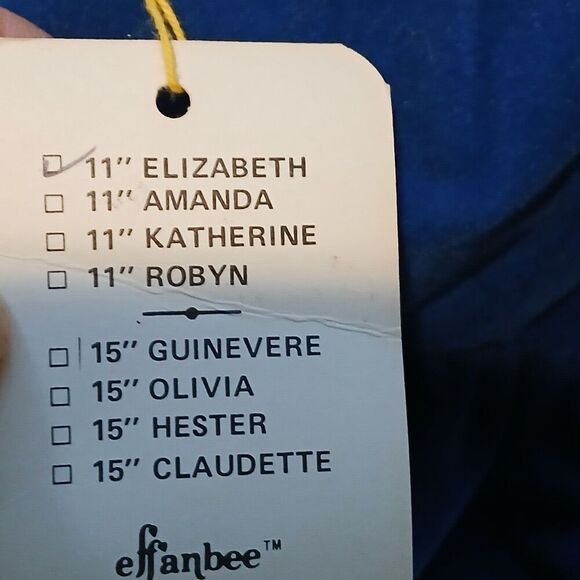 11" ELIZABETH
11" AMANDA
11" KATHERINE
11" ROBYN
15" GUINEVERE
15" OLIVIA
15" HESTER
15" CLAUDETTE
effanbee™